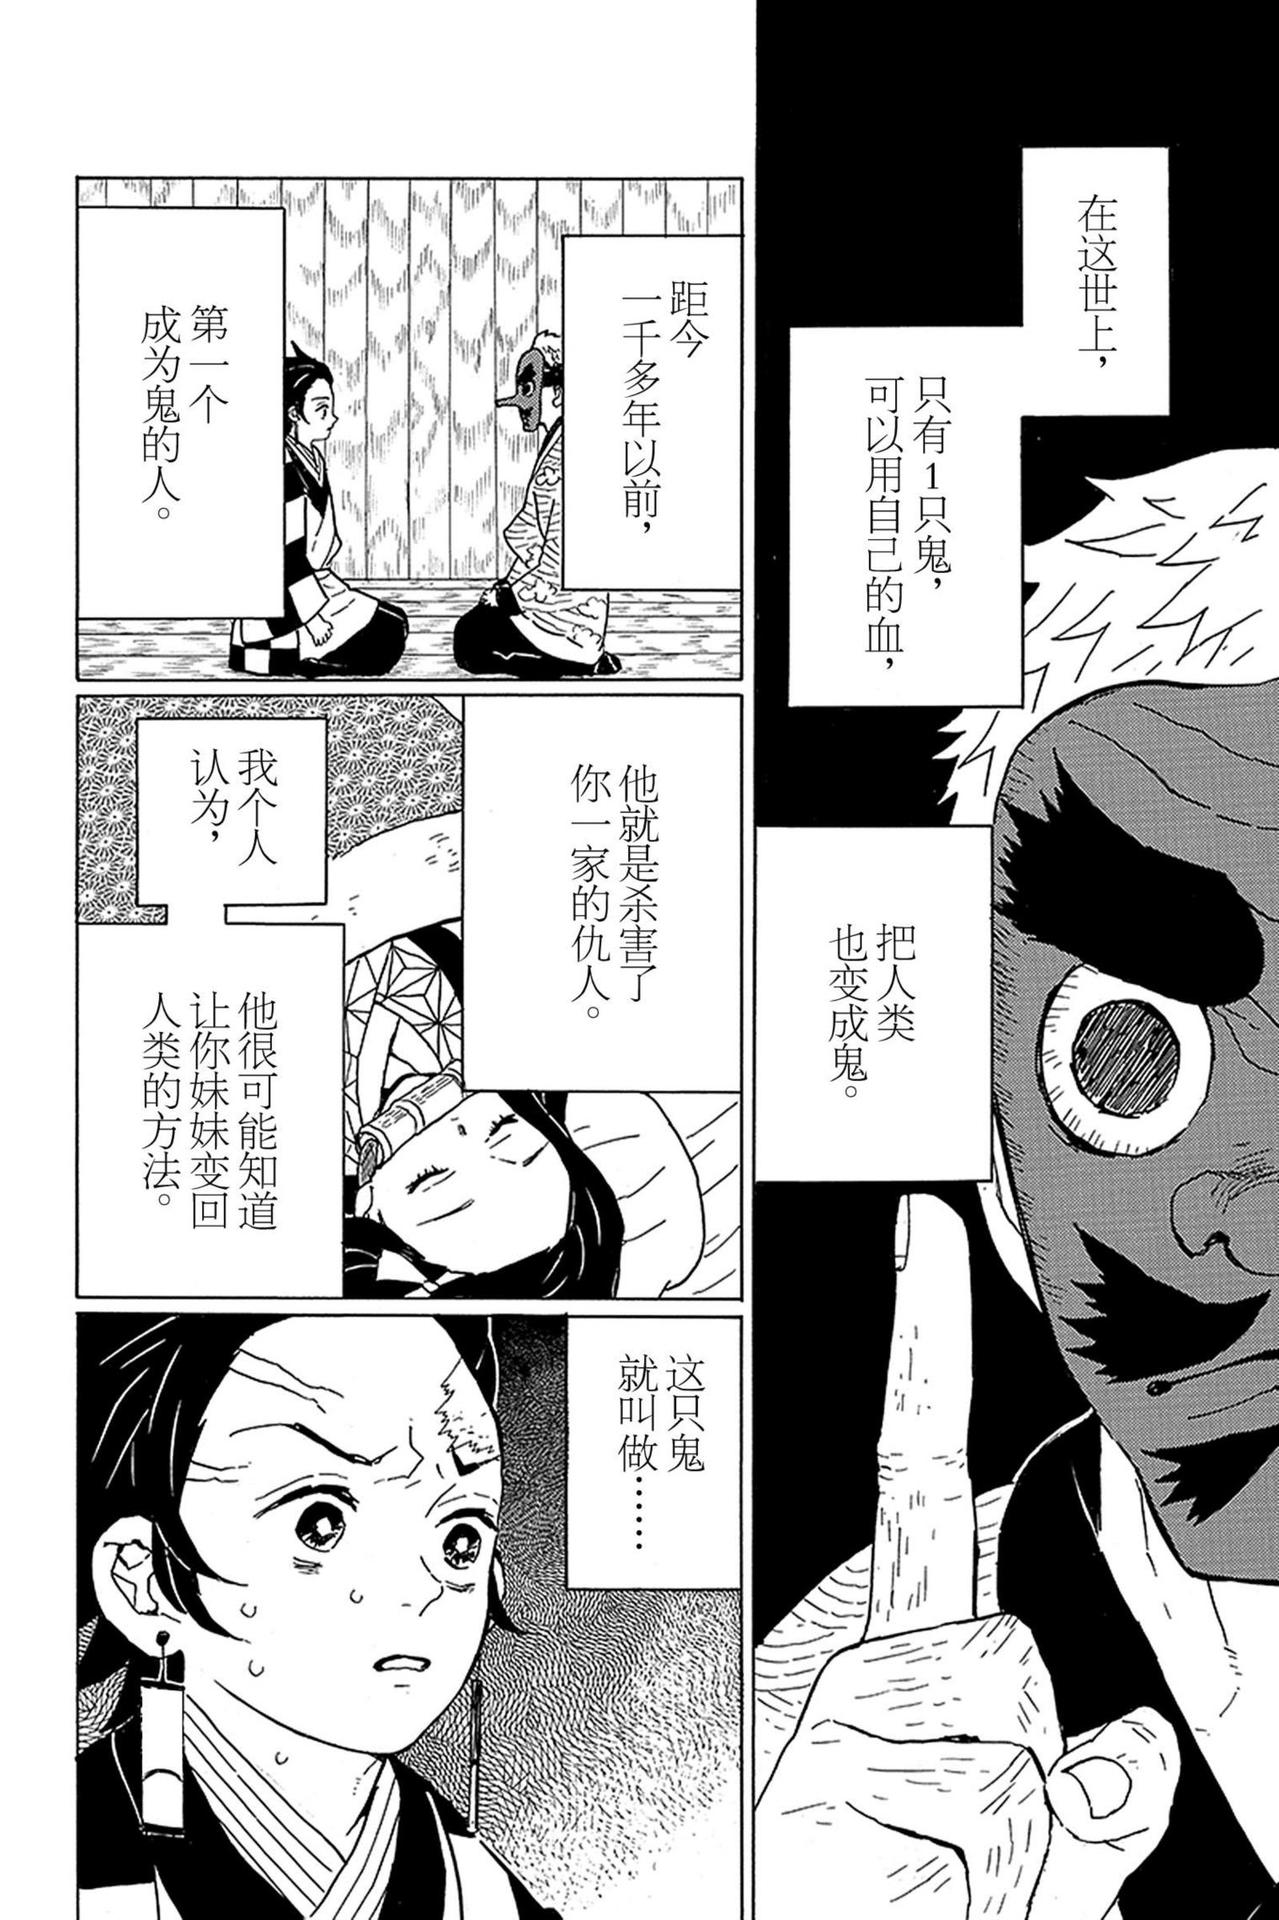 在这世上，
只有1只鬼，
可以用自己的血，
把人类
也变成鬼。
距今
一千多年以前，
第一个
成为鬼的人。
他就是杀害了
你一家的仇人。
我个人
认为，
他很可能知道
让你妹妹变回
人类的方法。
这只鬼
就叫做……